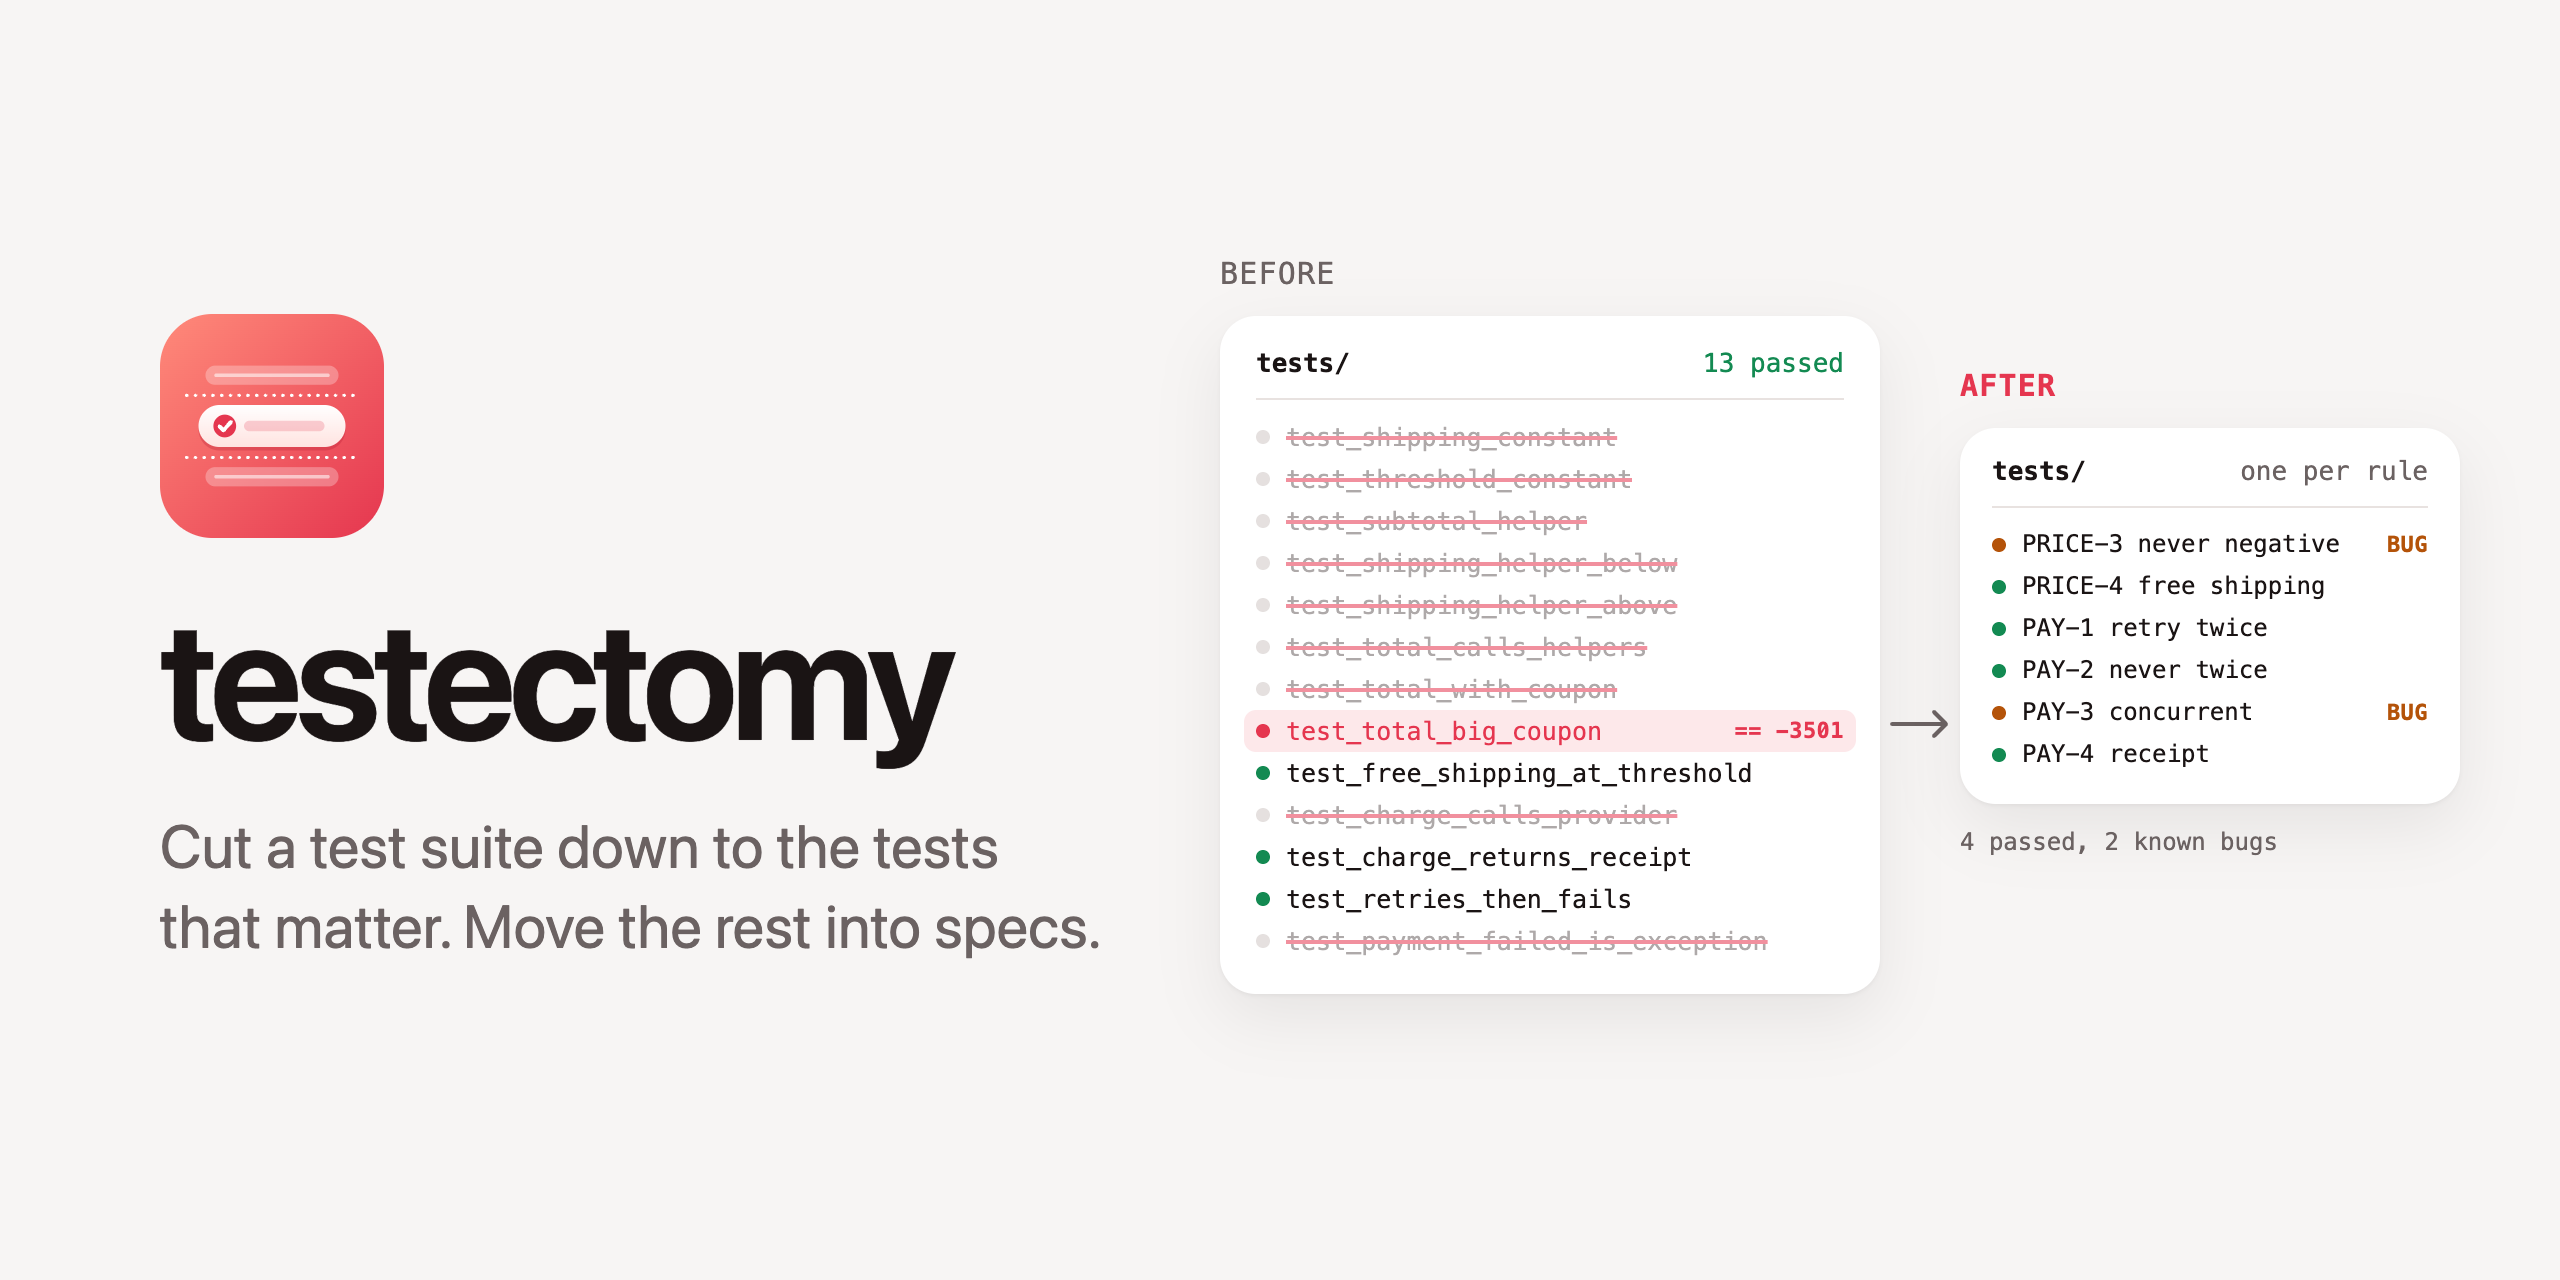 testectomy
Cut a test suite down to the tests
that matter. Move the rest into specs.
BEFORE
tests/ 13 passed
test_shipping_constant
test_threshold_constant
test_subtotal_helper
test_shipping_helper_below
test_shipping_helper_above
test_total_calls_helpers
test_total_with_coupon
test_total_big_coupon == -3501
test_free_shipping_at_threshold
test_charge_calls_provider
test_charge_returns_receipt
test_retries_then_fails
test_payment_failed_is_exception
AFTER
tests/ one per rule
PRICE-3 never negative BUG
PRICE-4 free shipping
PAY-1 retry twice
PAY-2 never twice
PAY-3 concurrent BUG
PAY-4 receipt
4 passed, 2 known bugs